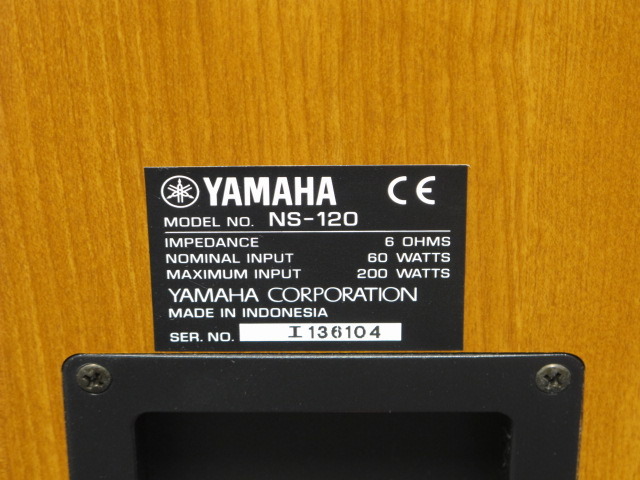 YAMAHA CE
MODEL NO. NS-120
IMPEDANCE 6 OHMS
NOMINAL INPUT 60 WATTS
MAXIMUM INPUT 200 WATTS
YAMAHA CORPORATION
MADE IN INDONESIA
SER. NO. I 136104